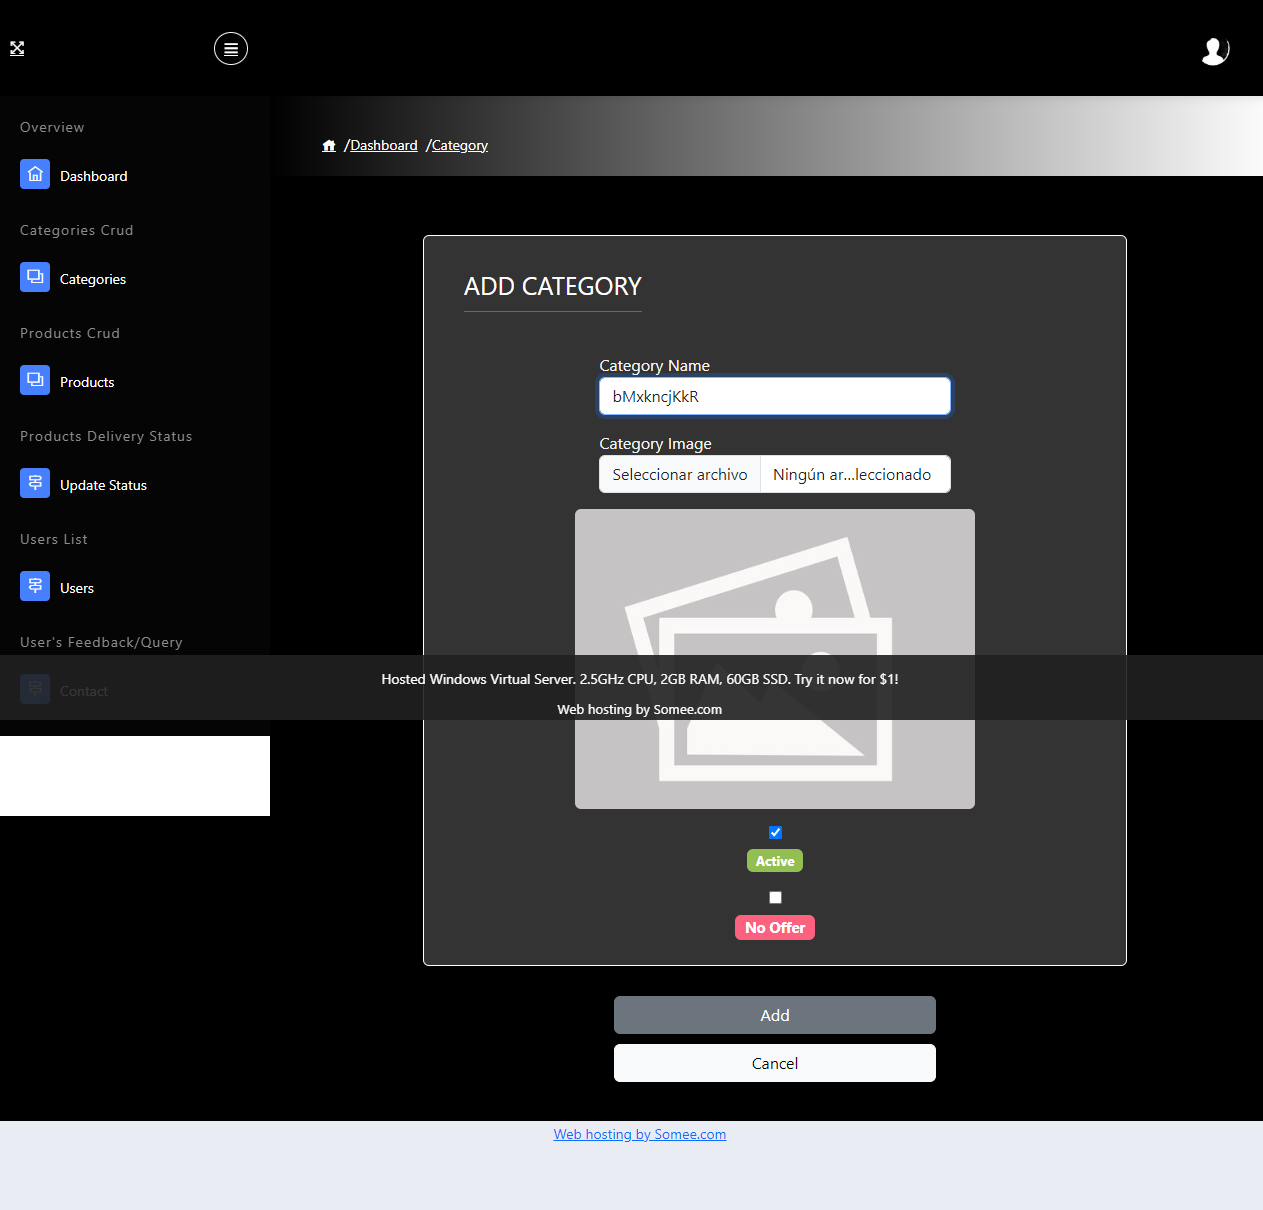 /Dashboard /Category
Overview
Dashboard
Categories Crud
Categories
Products Crud
Products
Products Delivery Status
Update Status
Users List
Users
User's Feedback/Query
Contact
ADD CATEGORY
Category Name
bMxkncjKkR
Category Image
Seleccionar archivo Ningún ar...leccionado
Hosted Windows Virtual Server. 2.5GHz CPU, 2GB RAM, 60GB SSD. Try it now for $1!
Web hosting by Somee.com
Active
No Offer
Add
Cancel
Web hosting by Somee.com